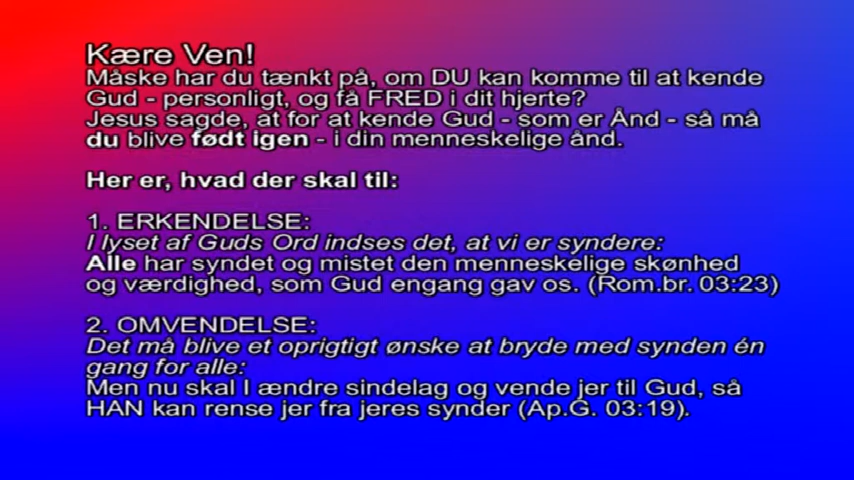 Kære Ven!
Måske har du tænkt på, om DU kan komme til at kende
Gud - personligt, og få FRED i dit hjerte?
Jesus sagde, at for at kende Gud - som er Ånd - så må
du blive født igen - i din menneskelige ånd.
Her er, hvad der skal til:
1. ERKENDELSE:
I lyset af Guds Ord indses det, at vi er syndere:
Alle har syndet og mistet den menneskelige skønhed
og værdighed, som Gud engang gav os. (Rom.br. 03:23)
2. OMVENDELSE:
Det må blive et oprigtigt ønske at bryde med synden én
gang for alle:
Men nu skal I ændre sindelag og vende jer til Gud, så
HAN kan rense jer fra jeres synder (Ap.G. 03:19).